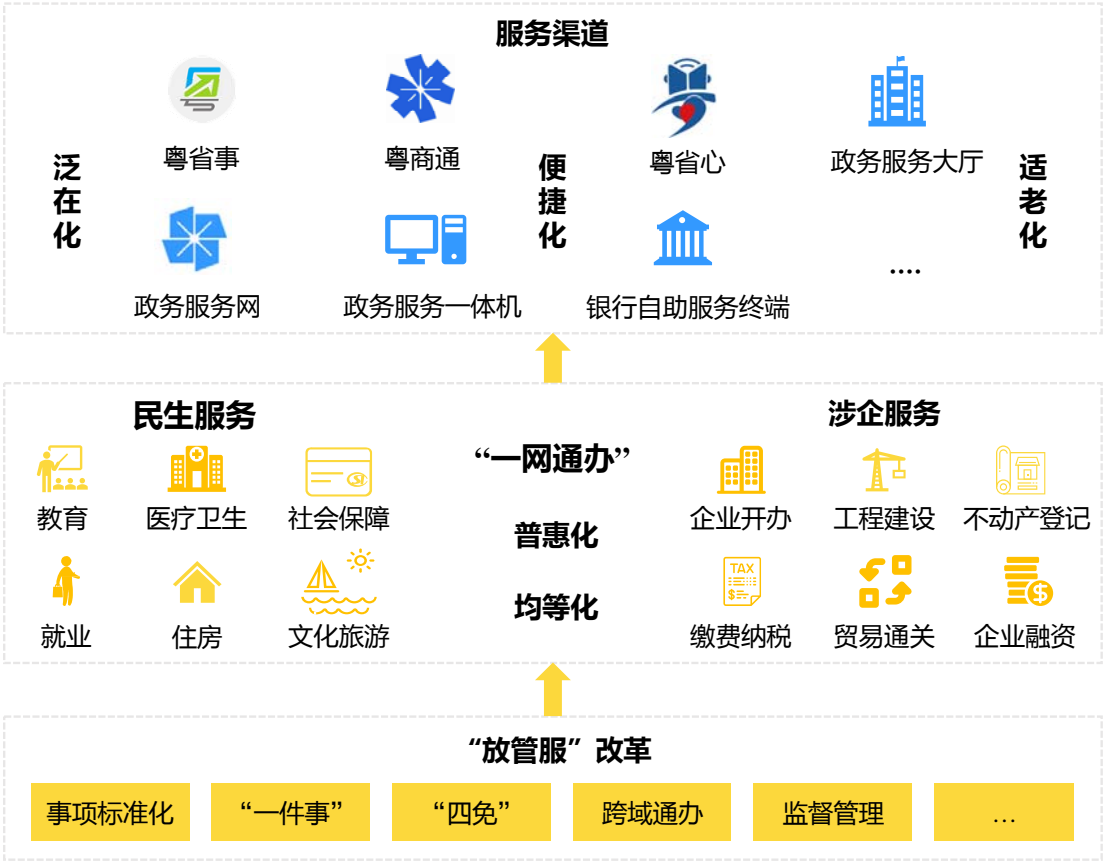 服务渠道
粤省事
粤商通
粤省心
政务服务大厅
泛在化
便捷化
适老化
政务服务网
政务服务一体机
银行自助服务终端
....
民生服务
“一网通办”
普惠化
均等化
涉企服务
教育
医疗卫生
社会保障
就业
住房
文化旅游
企业开办
工程建设
不动产登记
TAX
缴费纳税
贸易通关
企业融资
“放管服”改革
事项标准化
“一件事”
“四免”
跨域通办
监督管理
...